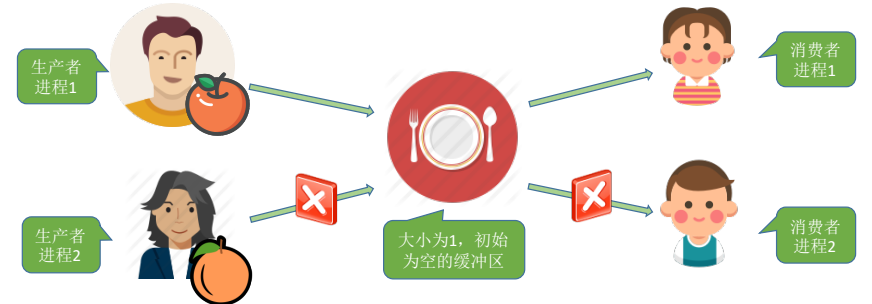 生产者
进程1
消费者
进程1
生产者
进程2
大小为1，初始
为空的缓冲区
消费者
进程2